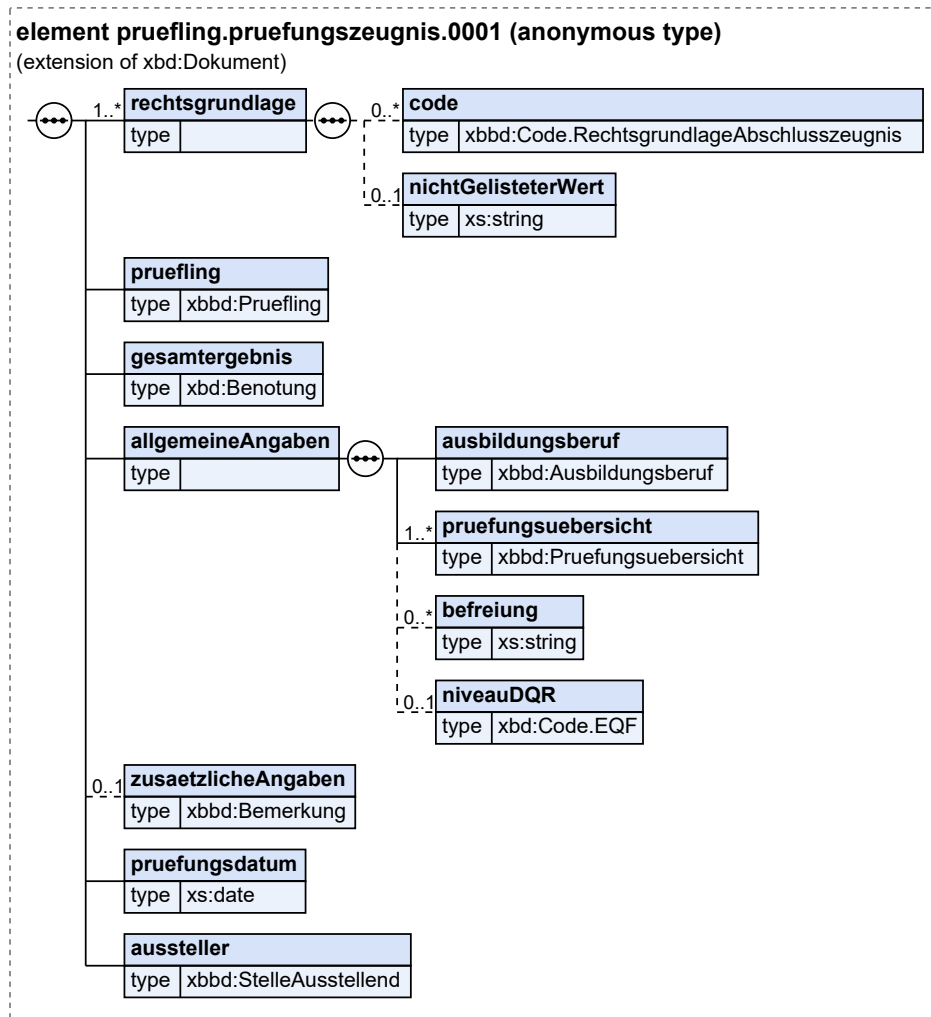 element pruefling.pruefungszeugnis.0001 (anonymous type)
(extension of xbd:Dokument)
1..* rechtsgrundlage
type
0..* code
type xbbd:Code.RechtsgrundlageAbschlusszeugnis
0..1 nichtGelisteterWert
type xs:string
pruefling
type xbbd:Pruefling
gesamtergebnis
type xbd:Benotung
allgemeineAngaben
type
ausbildungsberuf
type xbbd:Ausbildungsberuf
1..* pruefungsuebersicht
type xbbd:Pruefungsuebersicht
0..* befreiung
type xs:string
0..1 niveauDQR
type xbd:Code.EQF
0..1 zusaetzlicheAngaben
type xbbd:Bemerkung
pruefungsdatum
type xs:date
aussteller
type xbbd:StelleAusstellend